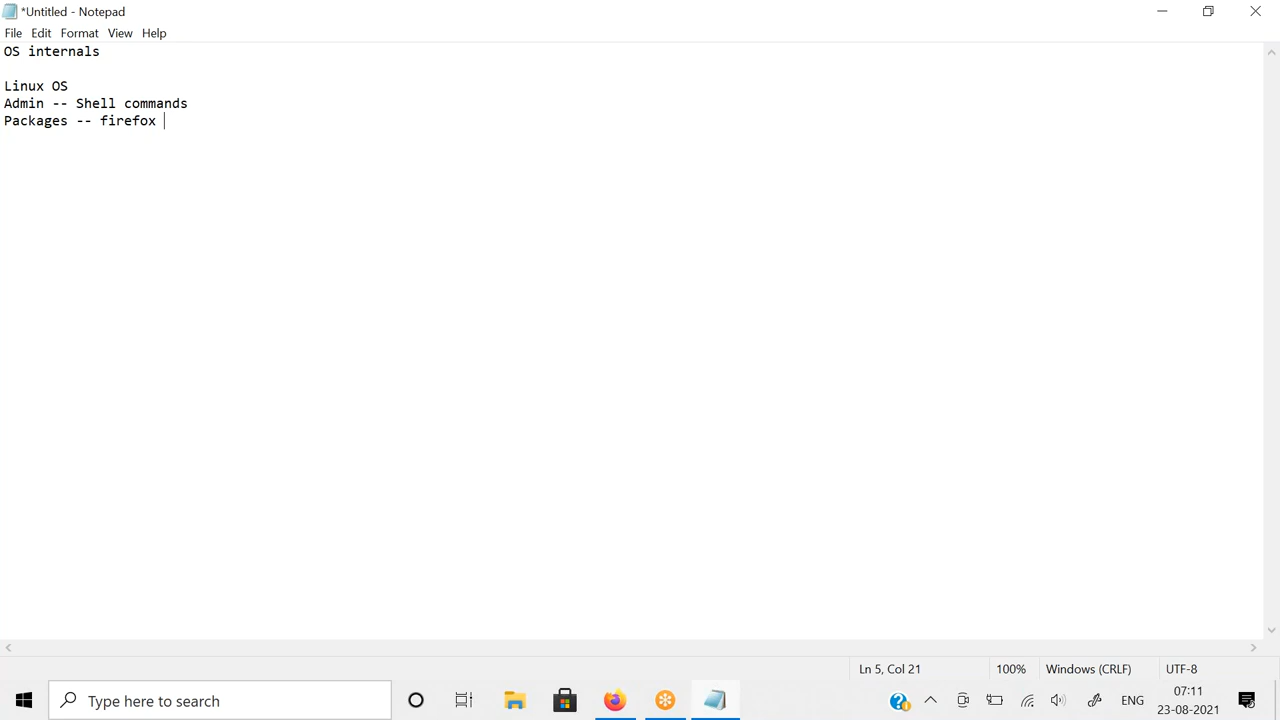 *Untitled - Notepad
File Edit Format View Help
OS internals
Linux OS
Admin -- Shell commands
Packages -- firefox
Ln 5, Col 21 100% Windows (CRLF) UTF-8
Type here to search
ENG
07:11
23-08-2021